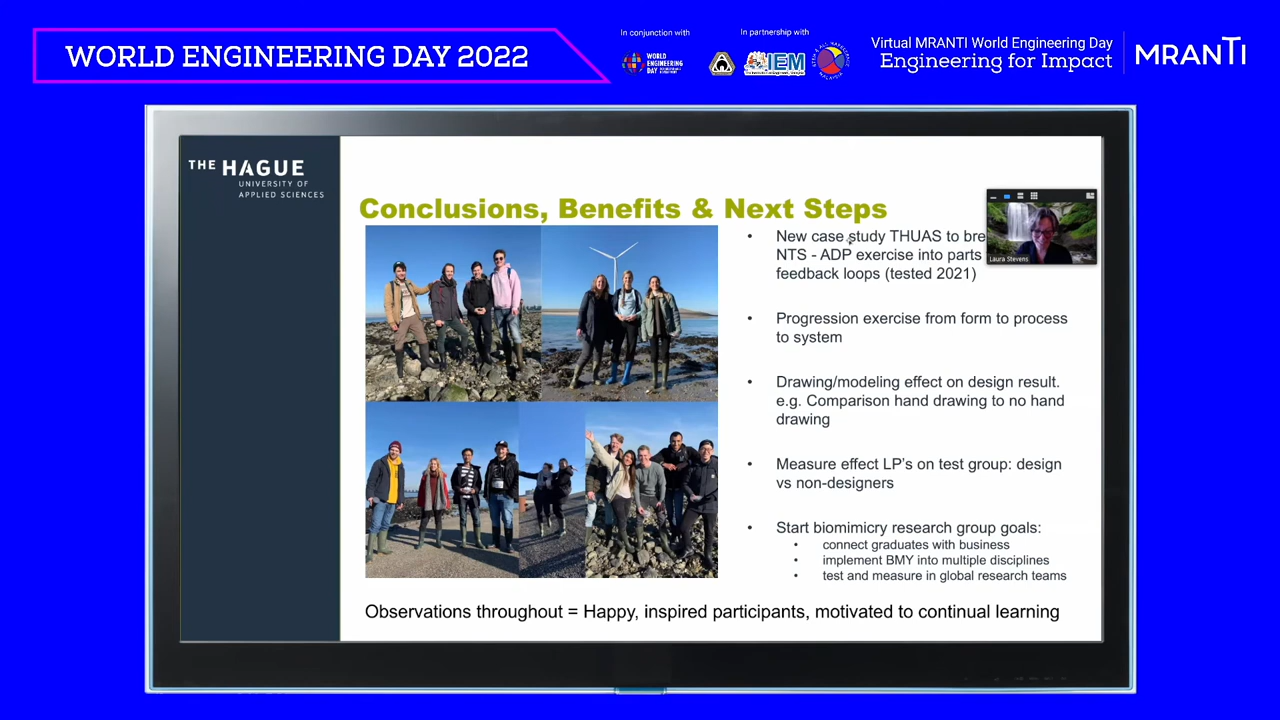 WORLD ENGINEERING DAY 2022
In conjunction with
WORLD
ENGINEERING
DAY
In partnership with
IEM
Virtual MRANTI World Engineering Day
Engineering for Impact
MRANTI
THE HAGUE
UNIVERSITY OF
APPLIED SCIENCES
Conclusions, Benefits & Next Steps
• New case study THUAS to bre
NTS - ADP exercise into parts
feedback loops (tested 2021)
• Progression exercise from form to process
to system
• Drawing/modeling effect on design result.
e.g. Comparison hand drawing to no hand
drawing
• Measure effect LP's on test group: design
vs non-designers
• Start biomimicry research group goals:
• connect graduates with business
• implement BMY into multiple disciplines
• test and measure in global research teams
Observations throughout = Happy, inspired participants, motivated to continual learning
Laura Stevens